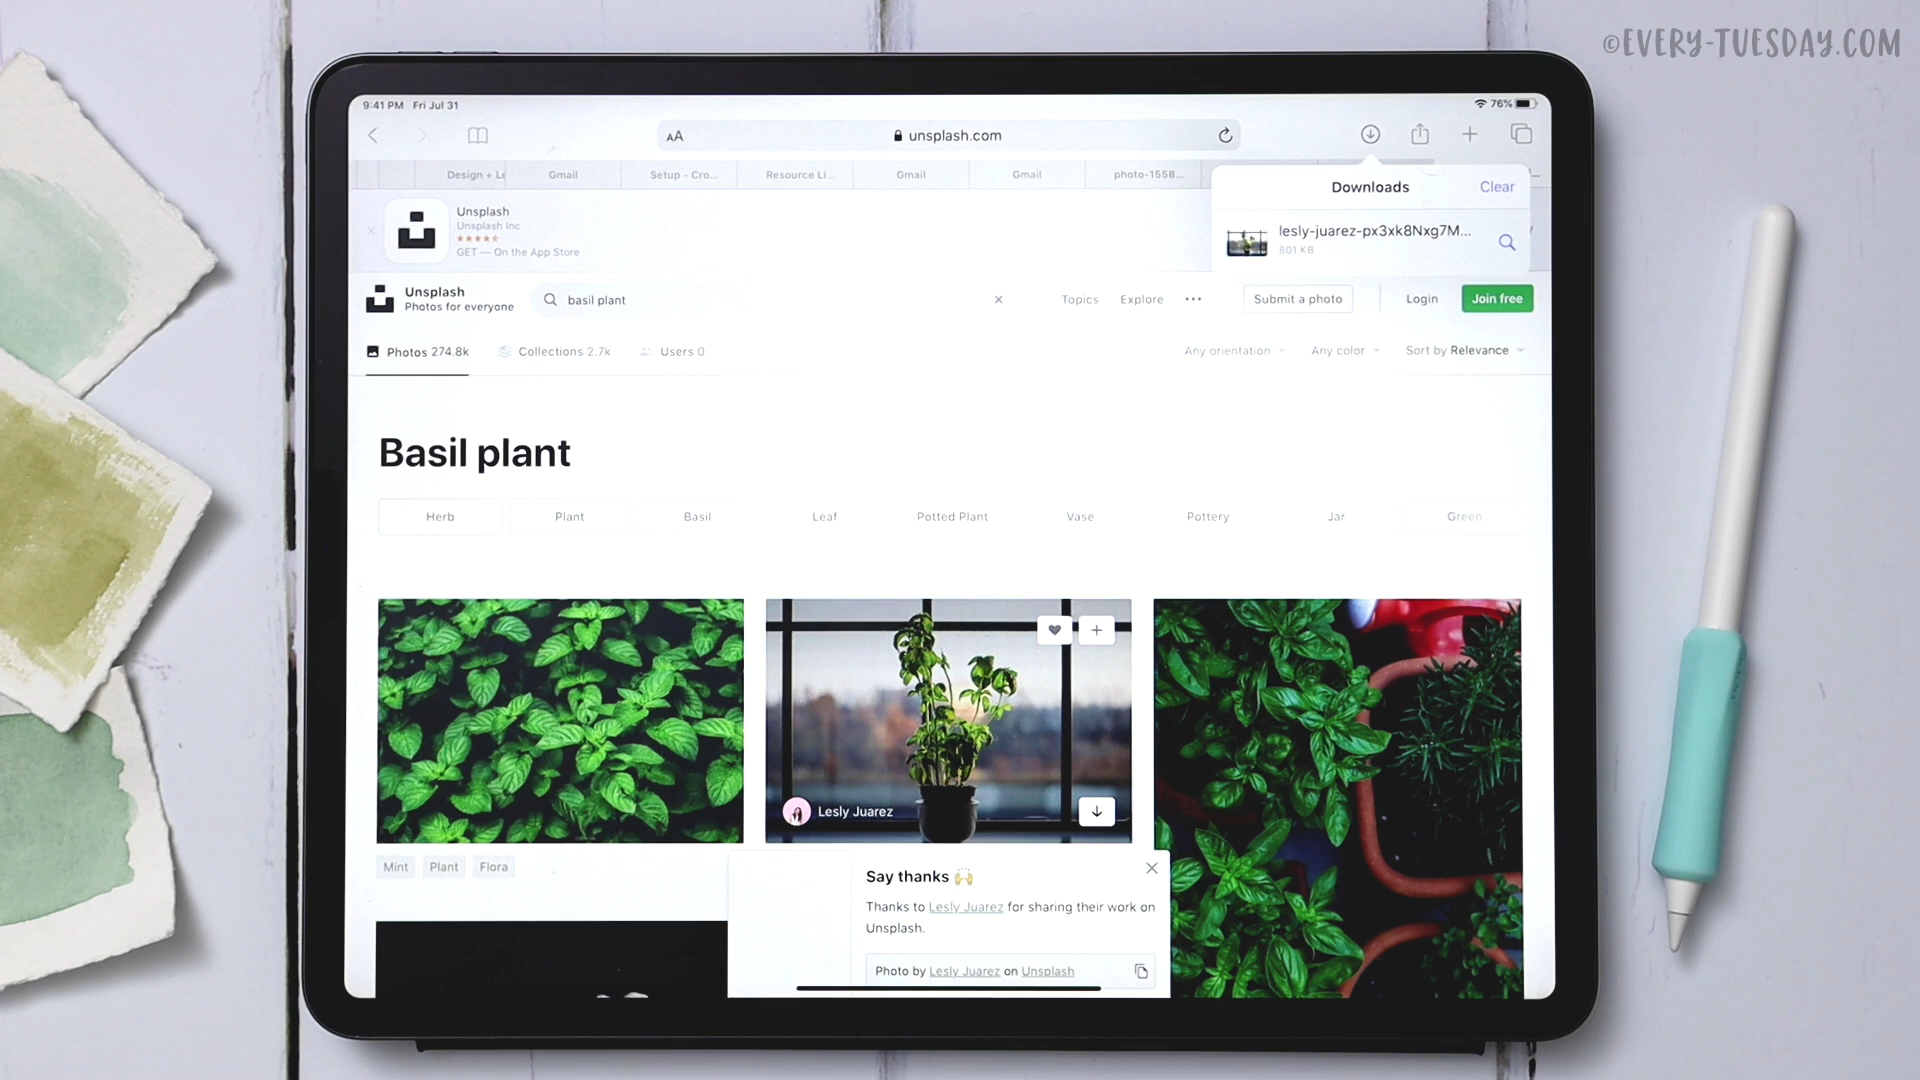 ©EVERY-TUESDAY.COM
9:41 PM Fri Jul 31
76%
AA
unsplash.com
Design + Le
Gmail
Setup - Cro...
Resource Li...
Gmail
Gmail
photo-1558...
Downloads
Clear
lesly-juarez-px3xk8Nxg7M...
801 KB
Unsplash
Unsplash Inc
GET — On the App Store
Unsplash
Photos for everyone
basil plant
Topics
Explore
Submit a photo
Login
Join free
Photos 274.8k
Collections 2.7k
Users 0
Any orientation
Any color
Sort by Relevance
Basil plant
Herb
Plant
Basil
Leaf
Potted Plant
Vase
Pottery
Jar
Green
Lesly Juarez
Mint
Plant
Flora
Say thanks 🙌
Thanks to Lesly Juarez for sharing their work on
Unsplash.
Photo by Lesly Juarez on Unsplash